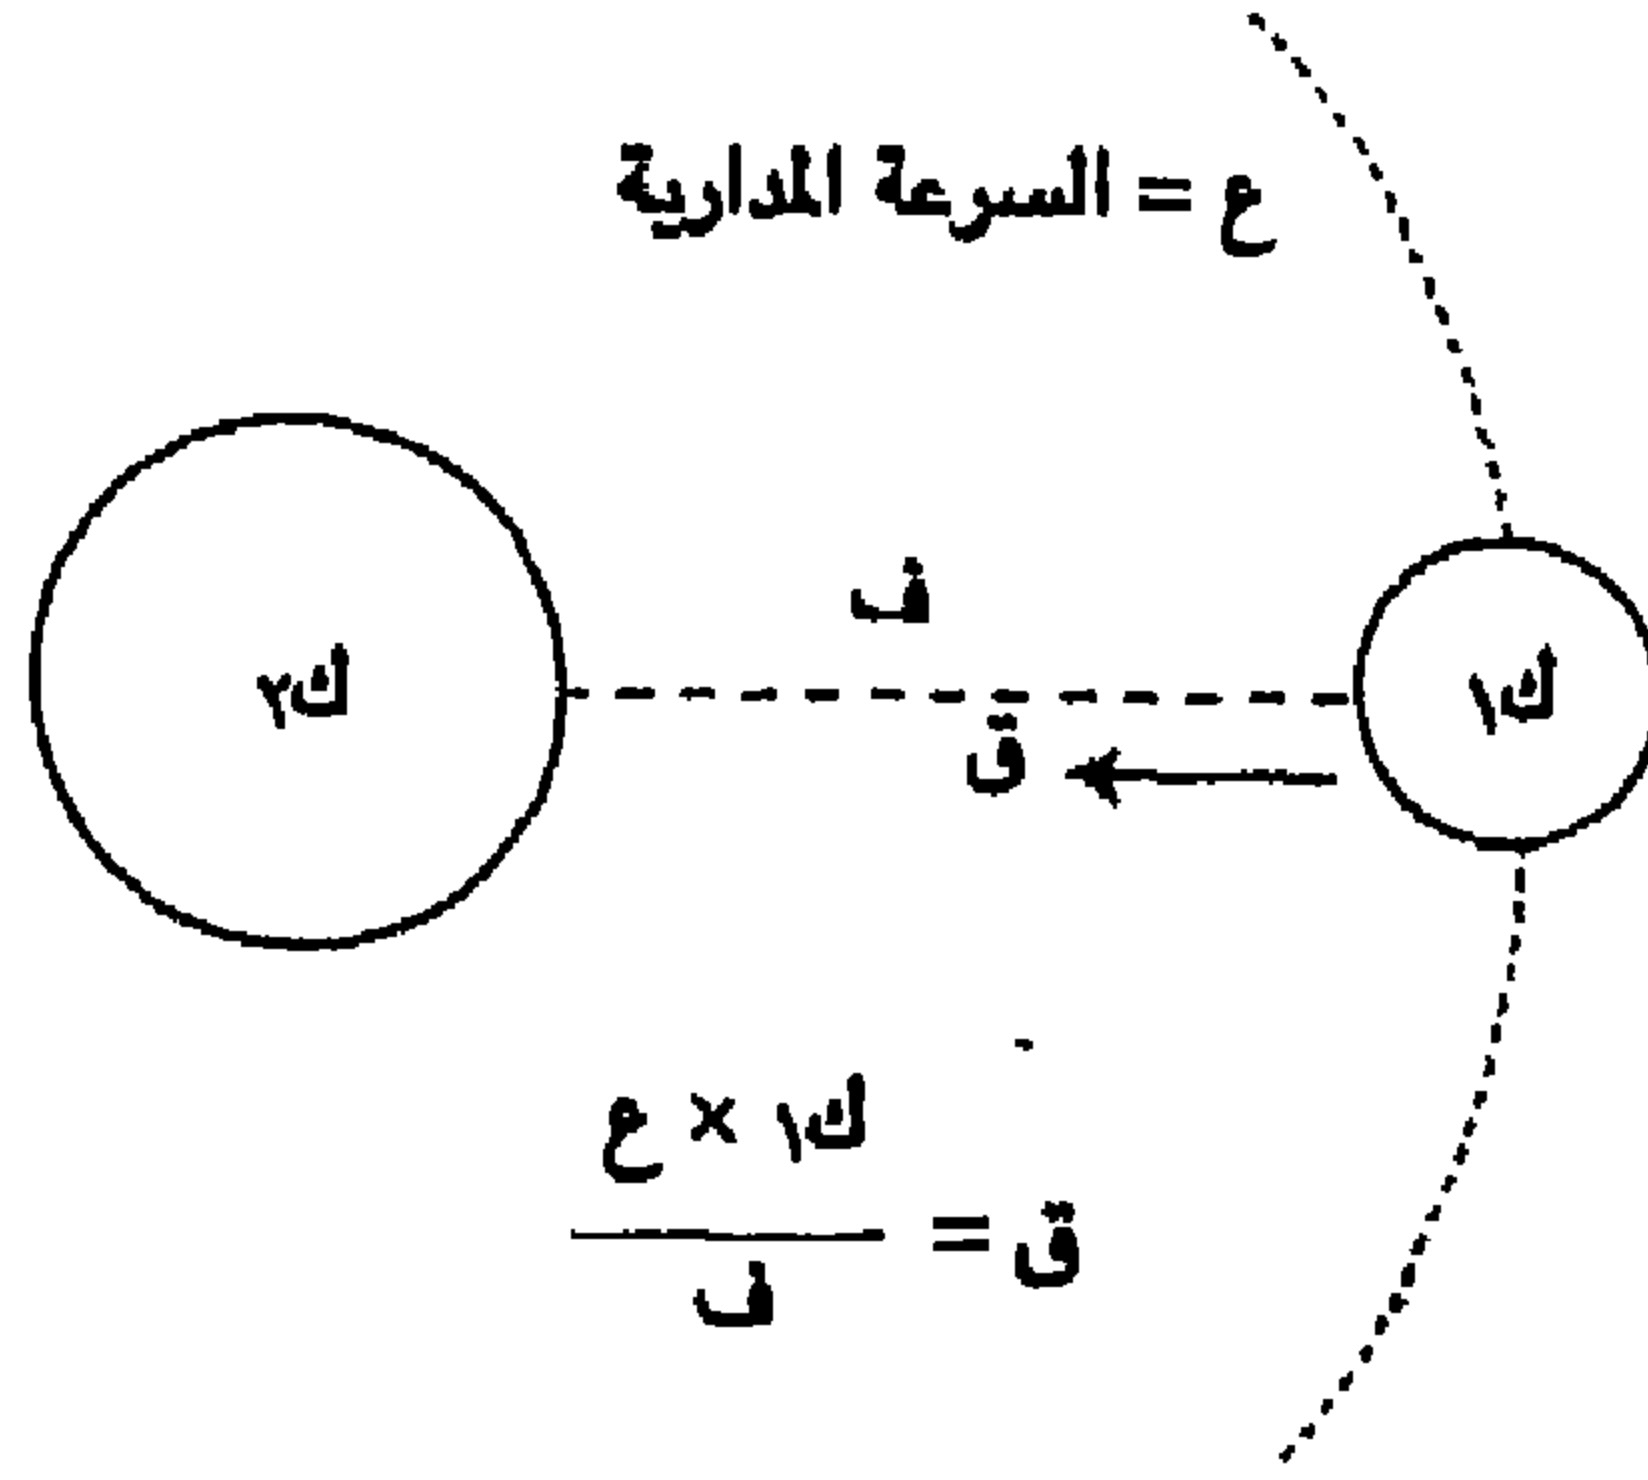 ع = السرعة المدارية
ف
ك٢
ك١
ق
ق = ك١ × ع
ف